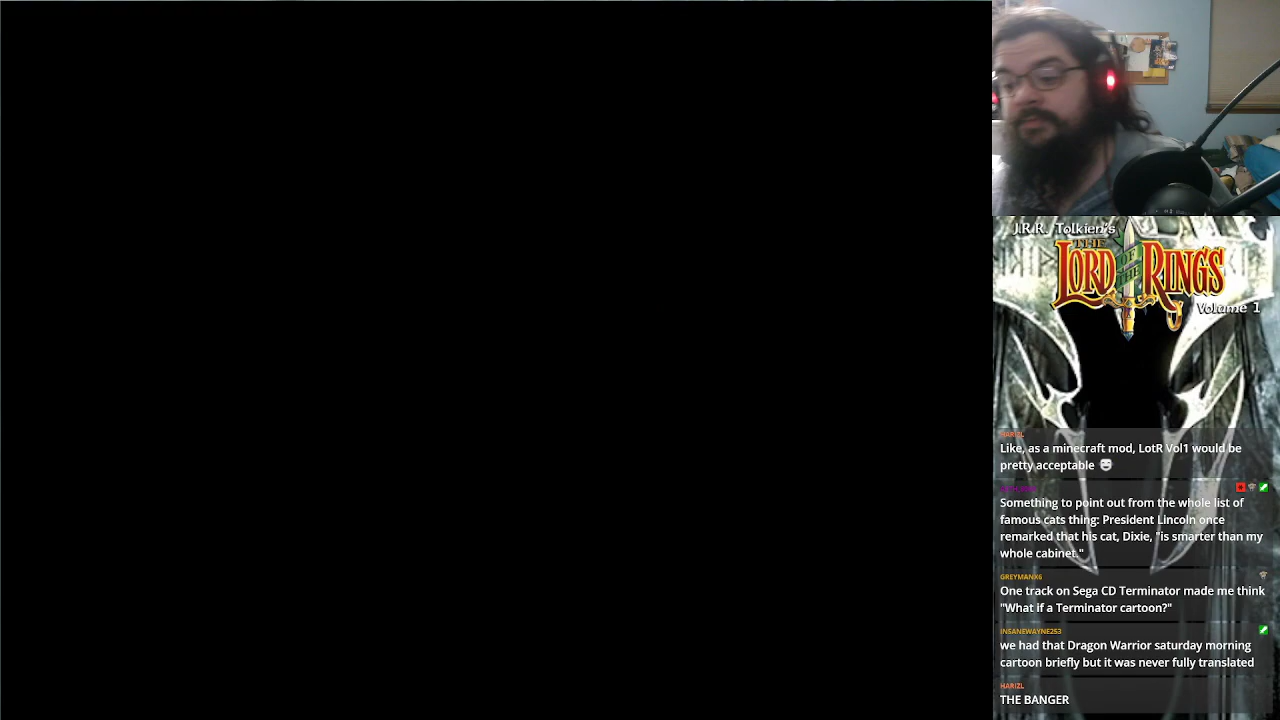 J.R.R. Tolkien's
THE
LORD OF THE RINGS
Volume 1
HARIZL
Like, as a minecraft mod, LotR Vol1 would be
pretty acceptable
Something to point out from the whole list of
famous cats thing: President Lincoln once
remarked that his cat, Dixie, "is smarter than my
whole cabinet."
GREYMANX6
One track on Sega CD Terminator made me think
"What if a Terminator cartoon?"
INSANEWAYNE253
we had that Dragon Warrior saturday morning
cartoon briefly but it was never fully translated
HARIZL
THE BANGER